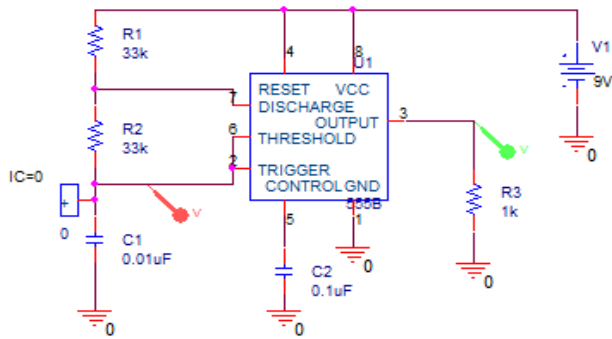 R1
33k
4
8
U1
V1
9V
RESET VCC
7
DISCHARGE
OUTPUT
3
R2
33k
6
THRESHOLD
V
0
IC=0
2
TRIGGER
CONTROL GND
555B
+
V
R3
1k
0
5
1
C1
0.01uF
C2
0.1uF
0
0
0
0